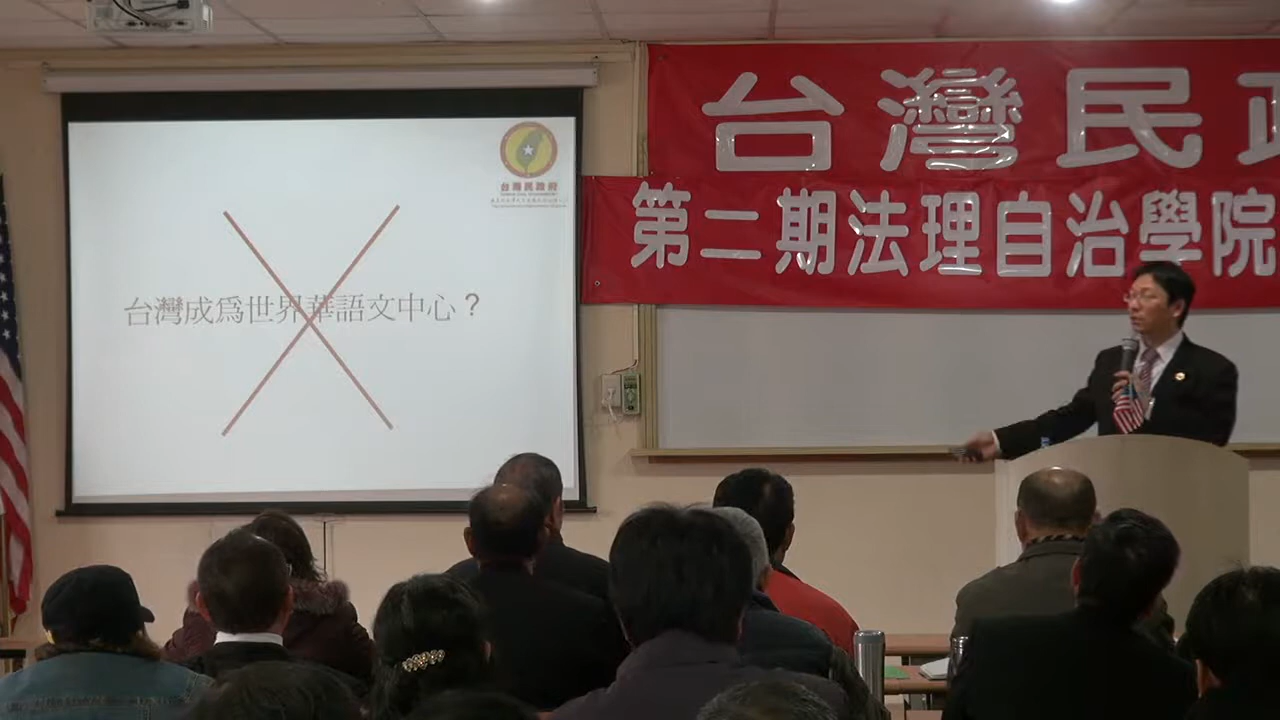 台灣民政
第二期法理自治學院
台灣民政府
台灣成爲世界華語文中心？